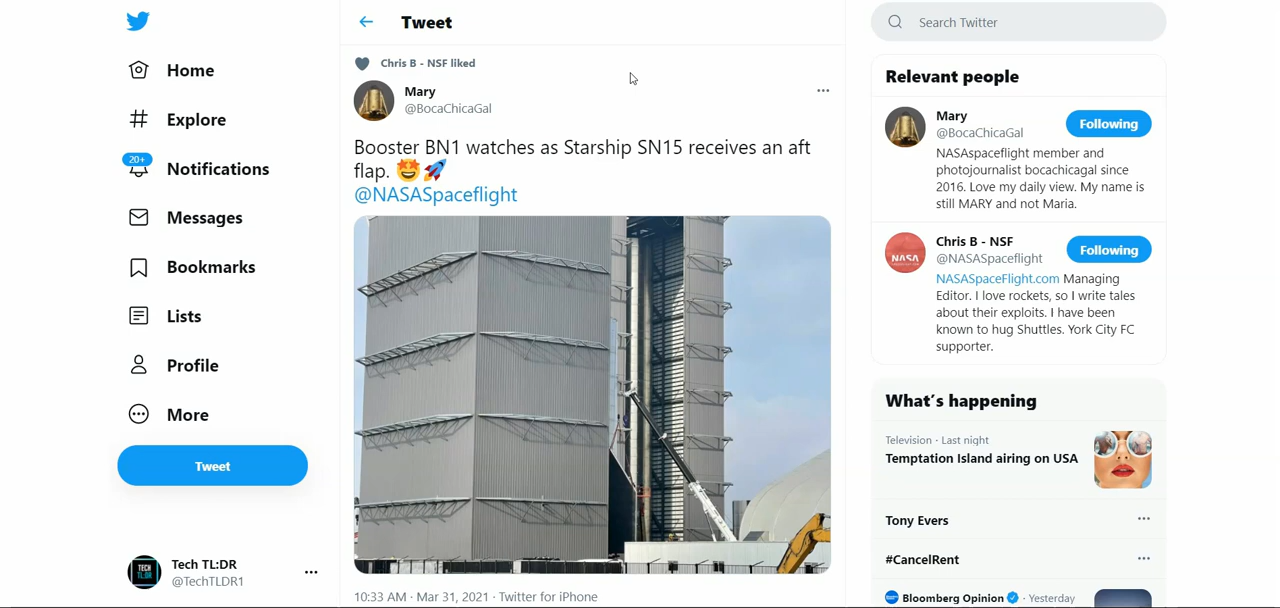 Home
Explore
20+
Notifications
Messages
Bookmarks
Lists
Profile
More
Tweet
Tech TL:DR
@TechTLDR1
TECH
TL:DR
Tweet
Chris B - NSF liked
Mary
@BocaChicaGal
Booster BN1 watches as Starship SN15 receives an aft
flap. 🤩🚀
@NASASpaceflight
10:33 AM · Mar 31, 2021 · Twitter for iPhone
Search Twitter
Relevant people
Mary
@BocaChicaGal
Following
NASAspaceflight member and
photojournalist bocachicagal since
2016. Love my daily view. My name is
still MARY and not Maria.
NASA
Chris B - NSF
@NASASpaceflight
Following
NASASpaceFlight.com Managing
Editor. I love rockets, so I write tales
about their exploits. I have been
known to hug Shuttles. York City FC
supporter.
What's happening
Television · Last night
Temptation Island airing on USA
Tony Evers
#CancelRent
Bloomberg Opinion · Yesterday